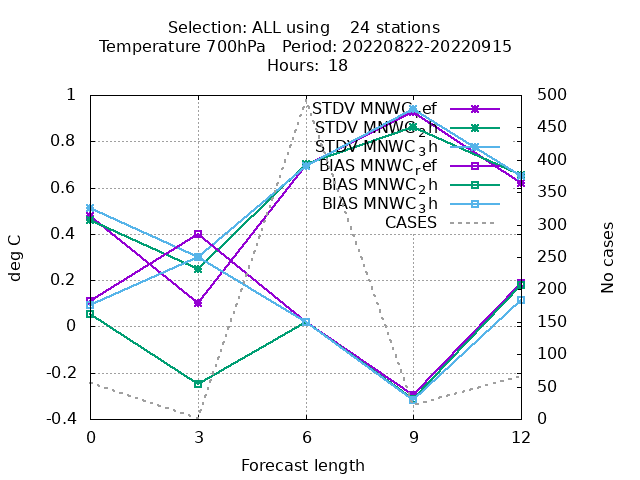 Selection: ALL using 24 stations
Temperature 700hPa Period: 20220822-20220915
Hours: 18
1
0.8
0.6
0.4
0.2
0
-0.2
-0.4
deg C
500
450
400
350
300
250
200
150
100
50
0
No cases
STDV MNWC_ref
STDV MNWC_2h
STDV MNWC_3h
BIAS MNWC_ref
BIAS MNWC_2h
BIAS MNWC_3h
CASES
0 3 6 9 12
Forecast length